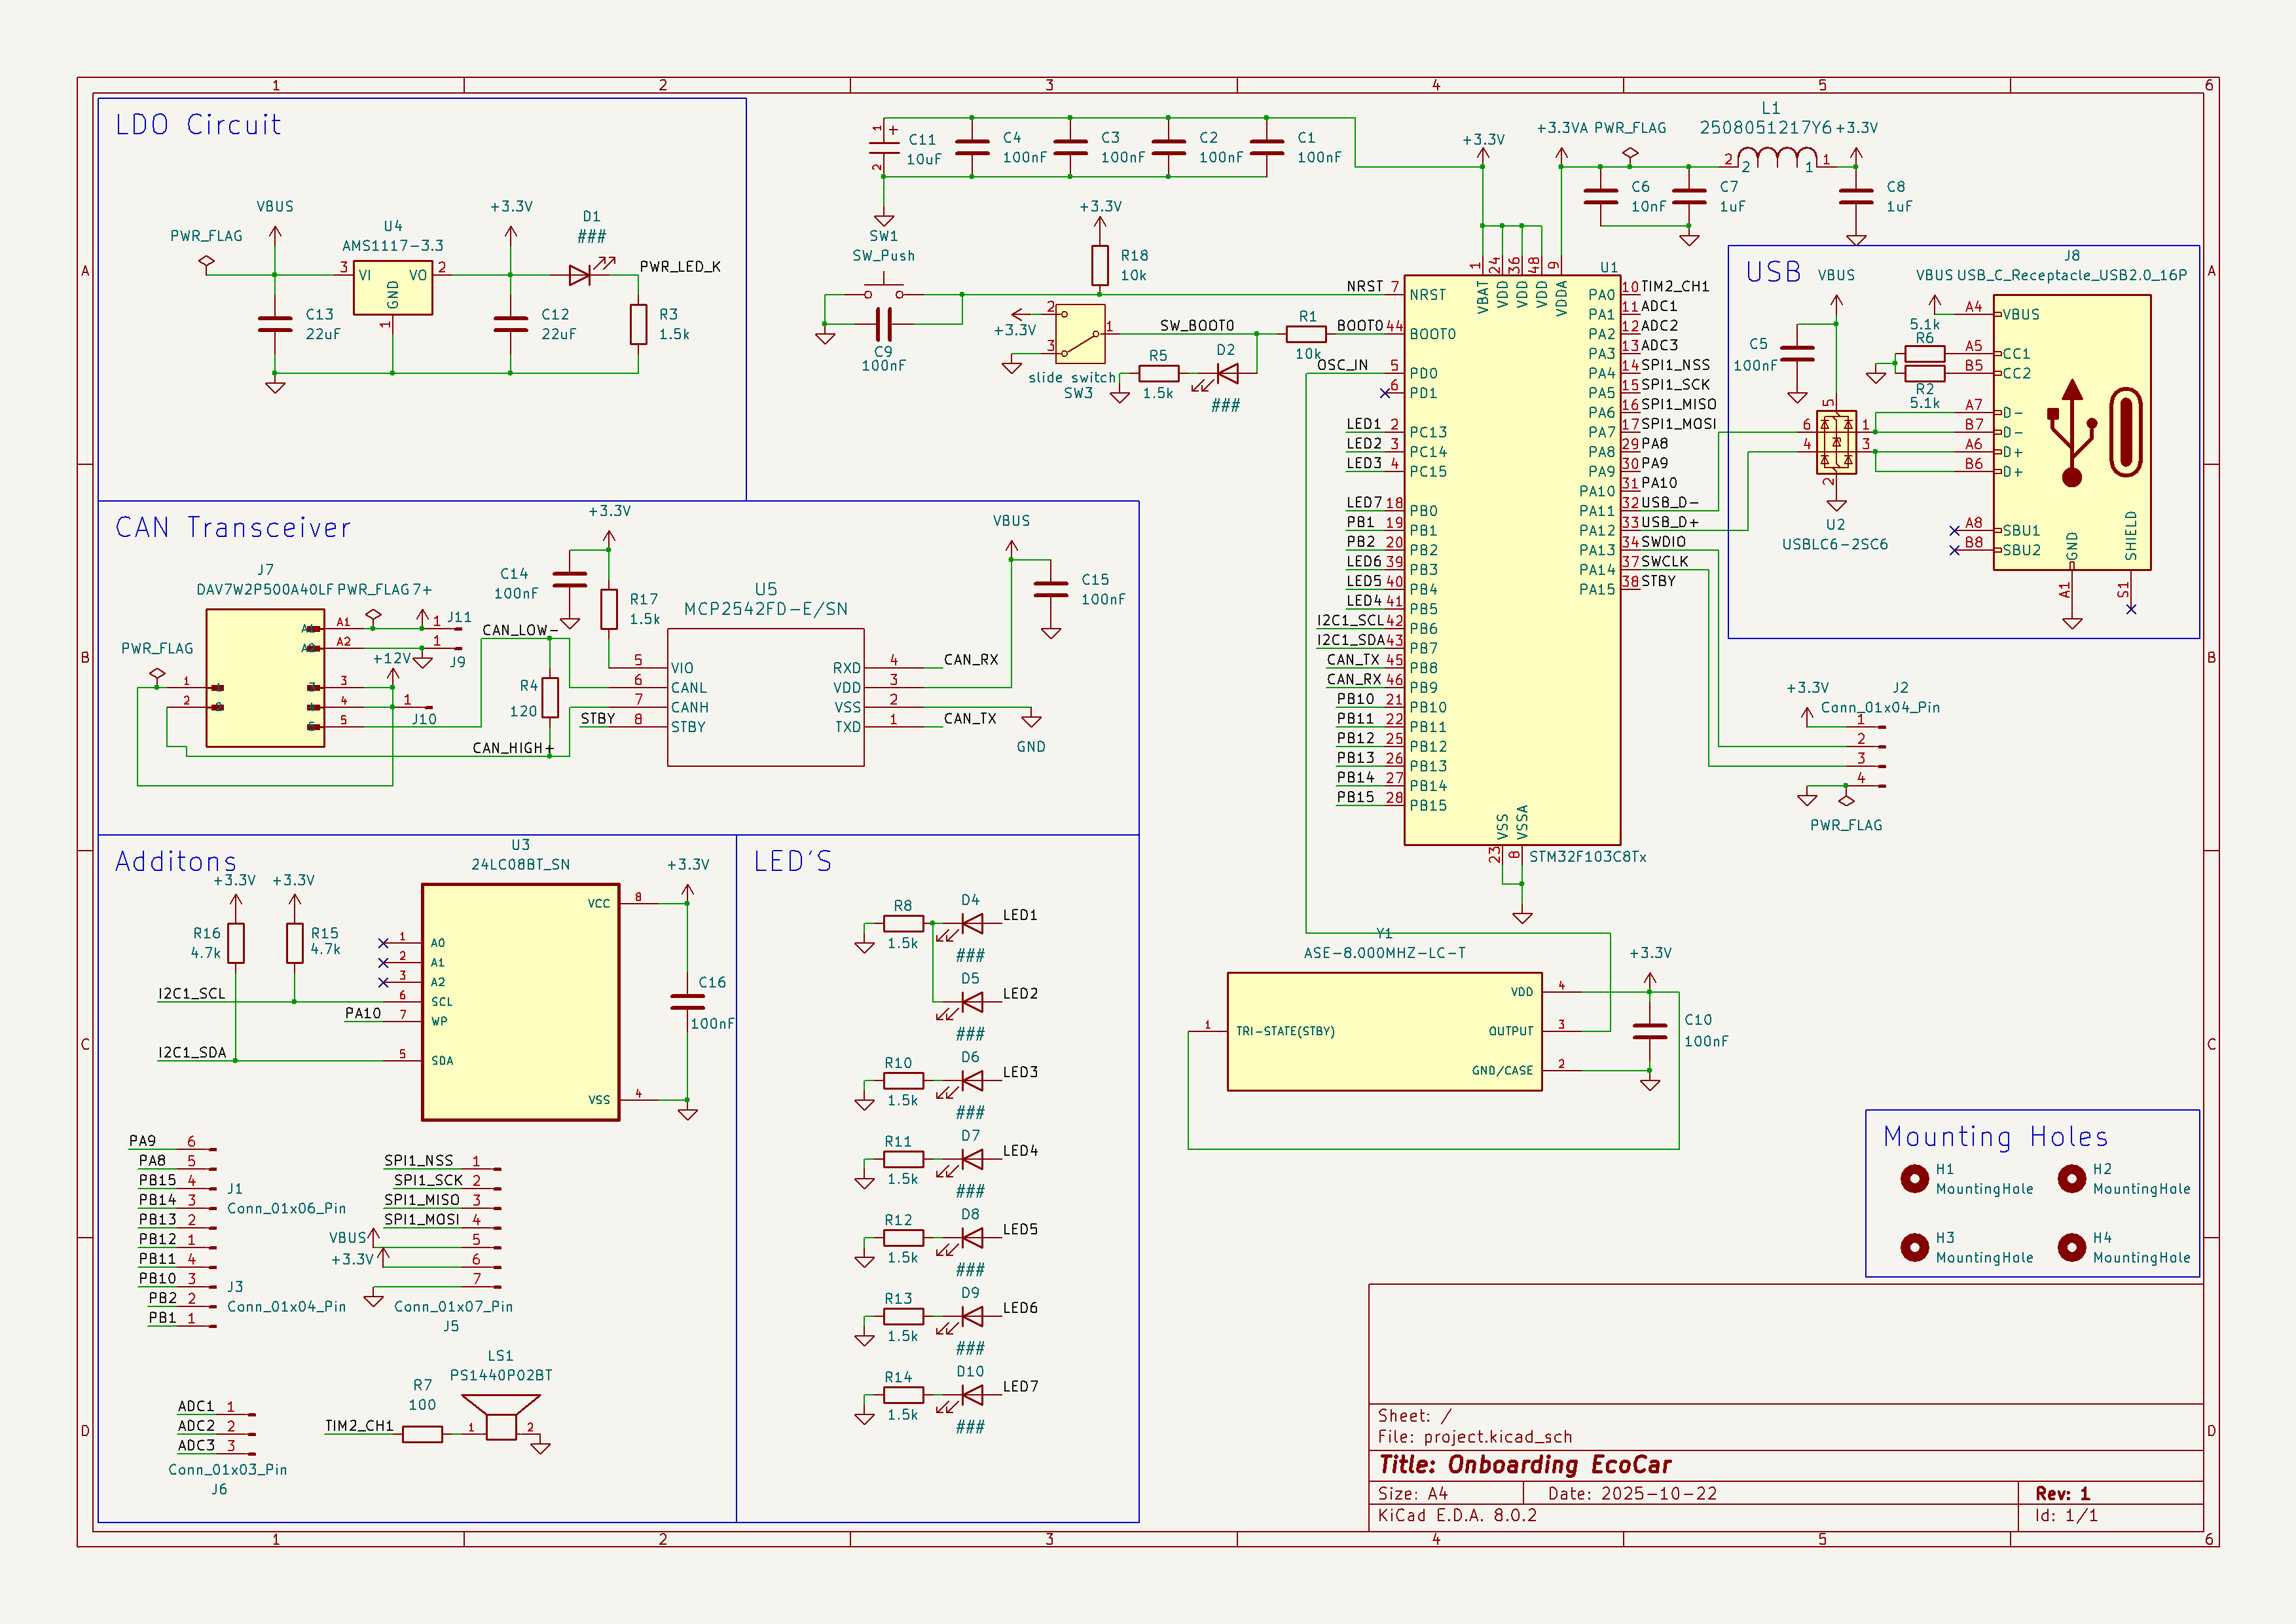 1 2 3 4 5 6
A
B
C
D
LDO Circuit
VBUS
PWR_FLAG
U4
AMS1117-3.3
3 VI VO 2
GND
1
+3.3V
D1
###
PWR_LED_K
C13
22uF
C12
22uF
R3
1.5k
1 +
2
C11
10uF
C4
100nF
C3
100nF
C2
100nF
C1
100nF
SW1
SW_Push
C9
100nF
+3.3V
R18
10k
+3.3V
2
1
3
slide switch
SW3
SW_BOOT0
R1
10k
R5
1.5k
D2
###
+3.3V
+3.3VA PWR_FLAG
L1
2508051217Y6
+3.3V
2 2 1 1
C6
10nF
C7
1uF
C8
1uF
U1
1 24 36 48 9
VBAT VDD VDD VDD VDDA
NRST 7 NRST
BOOT0 44 BOOT0
OSC_IN 5 PD0
6 PD1
LED1 2 PC13
LED2 3 PC14
LED3 4 PC15
LED7 18 PB0
PB1 19 PB1
PB2 20 PB2
LED6 39 PB3
LED5 40 PB4
LED4 41 PB5
I2C1_SCL 42 PB6
I2C1_SDA 43 PB7
CAN_TX 45 PB8
CAN_RX 46 PB9
PB10 21 PB10
PB11 22 PB11
PB12 25 PB12
PB13 26 PB13
PB14 27 PB14
PB15 28 PB15
PA0 10 TIM2_CH1
PA1 11 ADC1
PA2 12 ADC2
PA3 13 ADC3
PA4 14 SPI1_NSS
PA5 15 SPI1_SCK
PA6 16 SPI1_MISO
PA7 17 SPI1_MOSI
PA8 29 PA8
PA9 30 PA9
PA10 31 PA10
PA11 32 USB_D-
PA12 33 USB_D+
PA13 34 SWDIO
PA14 37 SWCLK
PA15 38 STBY
VSS VSSA
23 8
STM32F103C8Tx
USB
VBUS
C5
100nF
5
6 1
4 3
2
U2
USBLC6-2SC6
VBUS
J8
USB_C_Receptacle_USB2.0_16P
5.1k
R6
R2
5.1k
A4 VBUS
A5 CC1
B5 CC2
A7 D-
B7 D-
A6 D+
B6 D+
A8 SBU1
B8 SBU2
GND SHIELD
A1 S1
+3.3V
J2
Conn_01x04_Pin
1
2
3
4
PWR_FLAG
CAN Transceiver
J7
DAV7W2P500A40LF
PWR_FLAG 7+
PWR_FLAG
A1
A2
1
2
3
4
5
1 J11
1 J9
+12V
1 J10
CAN_LOW-
CAN_HIGH+
R4
120
+3.3V
C14
100nF
R17
1.5k
STBY
U5
MCP2542FD-E/SN
5 VIO RXD 4 CAN_RX
6 CANL VDD 3
7 CANH VSS 2
8 STBY TXD 1 CAN_TX
VBUS
C15
100nF
GND
Additons
+3.3V +3.3V
R16
4.7k
R15
4.7k
U3
24LC08BT_SN
1 A0
2 A1
3 A2
I2C1_SCL 6 SCL
PA10 7 WP
I2C1_SDA 5 SDA
VCC 8
VSS 4
+3.3V
C16
100nF
PA9 6
PA8 5
PB15 4
PB14 3
PB13 2
PB12 1
J1
Conn_01x06_Pin
PB11 4
PB10 3
PB2 2
PB1 1
J3
Conn_01x04_Pin
SPI1_NSS 1
SPI1_SCK 2
SPI1_MISO 3
SPI1_MOSI 4
VBUS 5
+3.3V 6
7
Conn_01x07_Pin
J5
ADC1 1
ADC2 2
ADC3 3
Conn_01x03_Pin
J6
LS1
PS1440P02BT
R7
100
TIM2_CH1
1 2
LED'S
R8
1.5k
D4
###
LED1
D5
###
LED2
R10
1.5k
D6
###
LED3
R11
1.5k
D7
###
LED4
R12
1.5k
D8
###
LED5
R13
1.5k
D9
###
LED6
R14
1.5k
D10
###
LED7
Y1
ASE-8.000MHZ-LC-T
1 TRI-STATE(STBY)
VDD 4
OUTPUT 3
GND/CASE 2
+3.3V
C10
100nF
Mounting Holes
H1
MountingHole
H2
MountingHole
H3
MountingHole
H4
MountingHole
Sheet: /
File: project.kicad_sch
Title: Onboarding EcoCar
Size: A4 Date: 2025-10-22 Rev: 1
KiCad E.D.A. 8.0.2 Id: 1/1
A
B
C
D
1 2 3 4 5 6